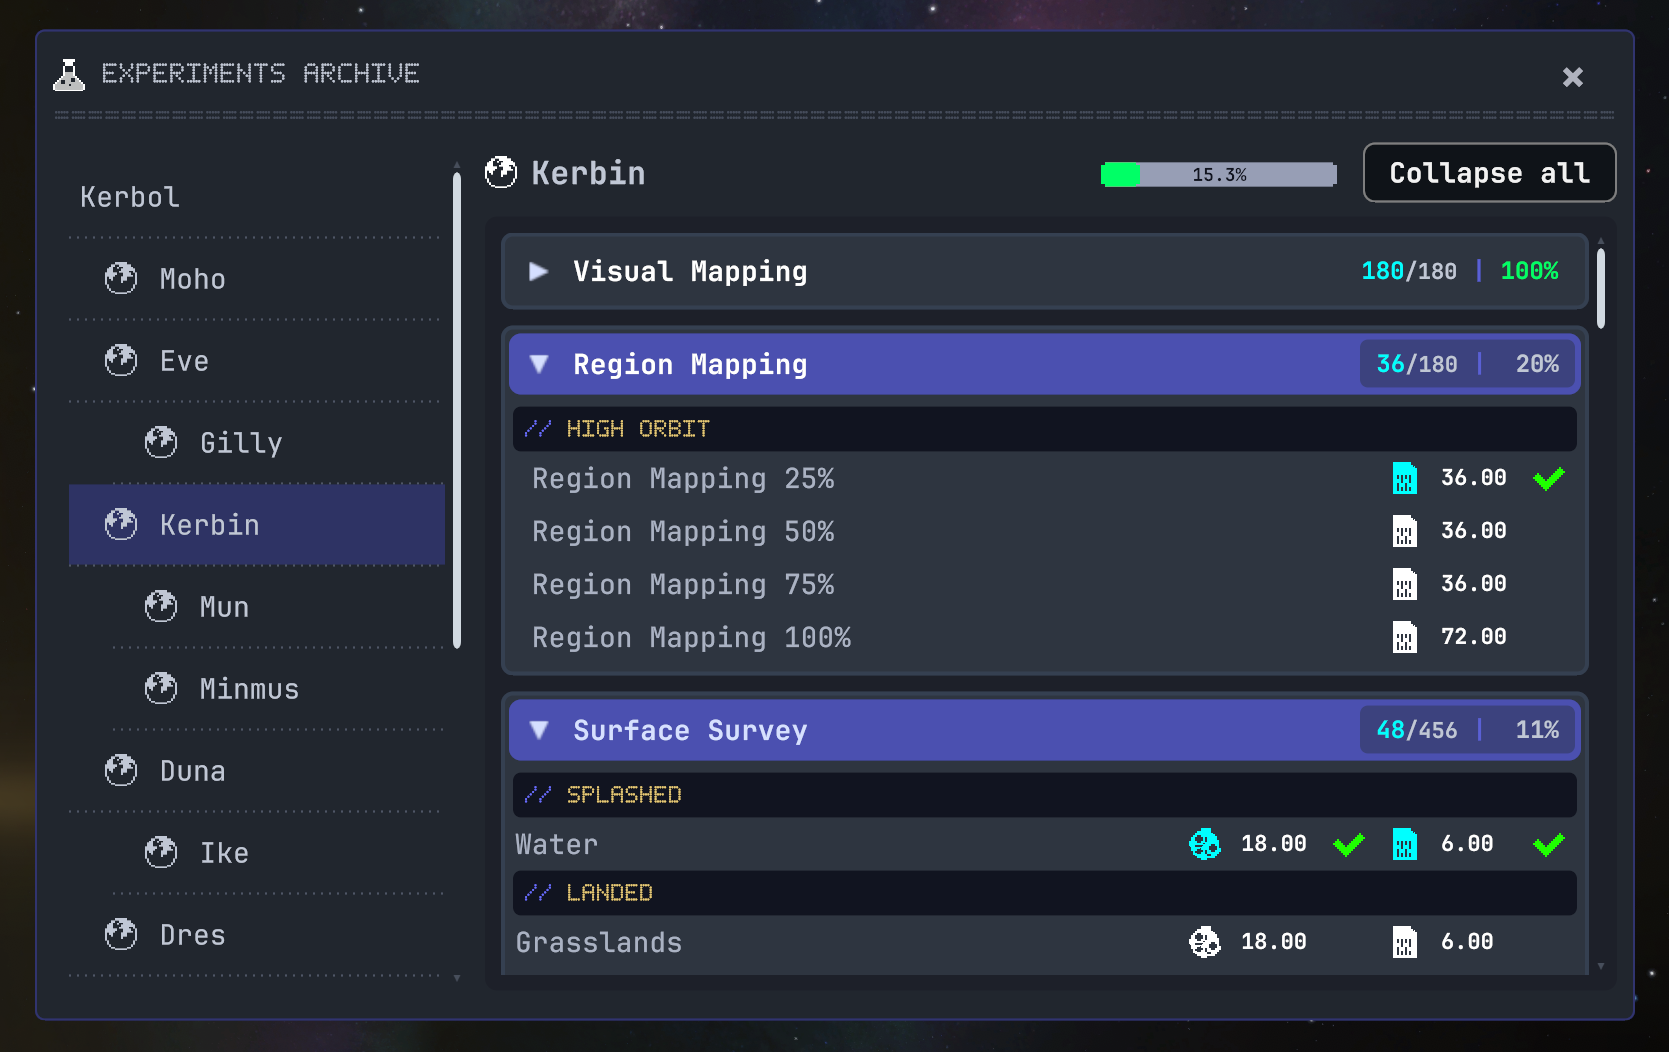 EXPERIMENTS ARCHIVE
Kerbol
Moho
Eve
Gilly
Kerbin
Mun
Minmus
Duna
Ike
Dres
Kerbin
15.3%
Collapse all
Visual Mapping 180/180 | 100%
Region Mapping 36/180 | 20%
// HIGH ORBIT
Region Mapping 25% 36.00
Region Mapping 50% 36.00
Region Mapping 75% 36.00
Region Mapping 100% 72.00
Surface Survey 48/456 | 11%
// SPLASHED
Water 18.00 6.00
// LANDED
Grasslands 18.00 6.00